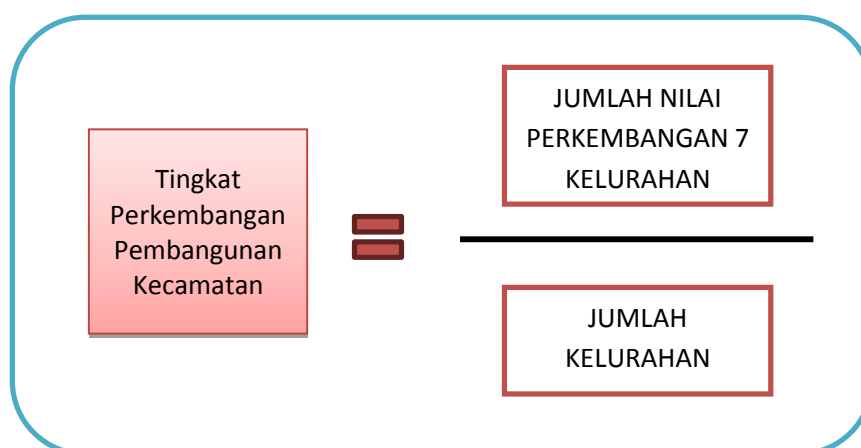 Tingkat
Perkembangan
Pembangunan
Kecamatan
JUMLAH NILAI
PERKEMBANGAN 7
KELURAHAN
JUMLAH
KELURAHAN